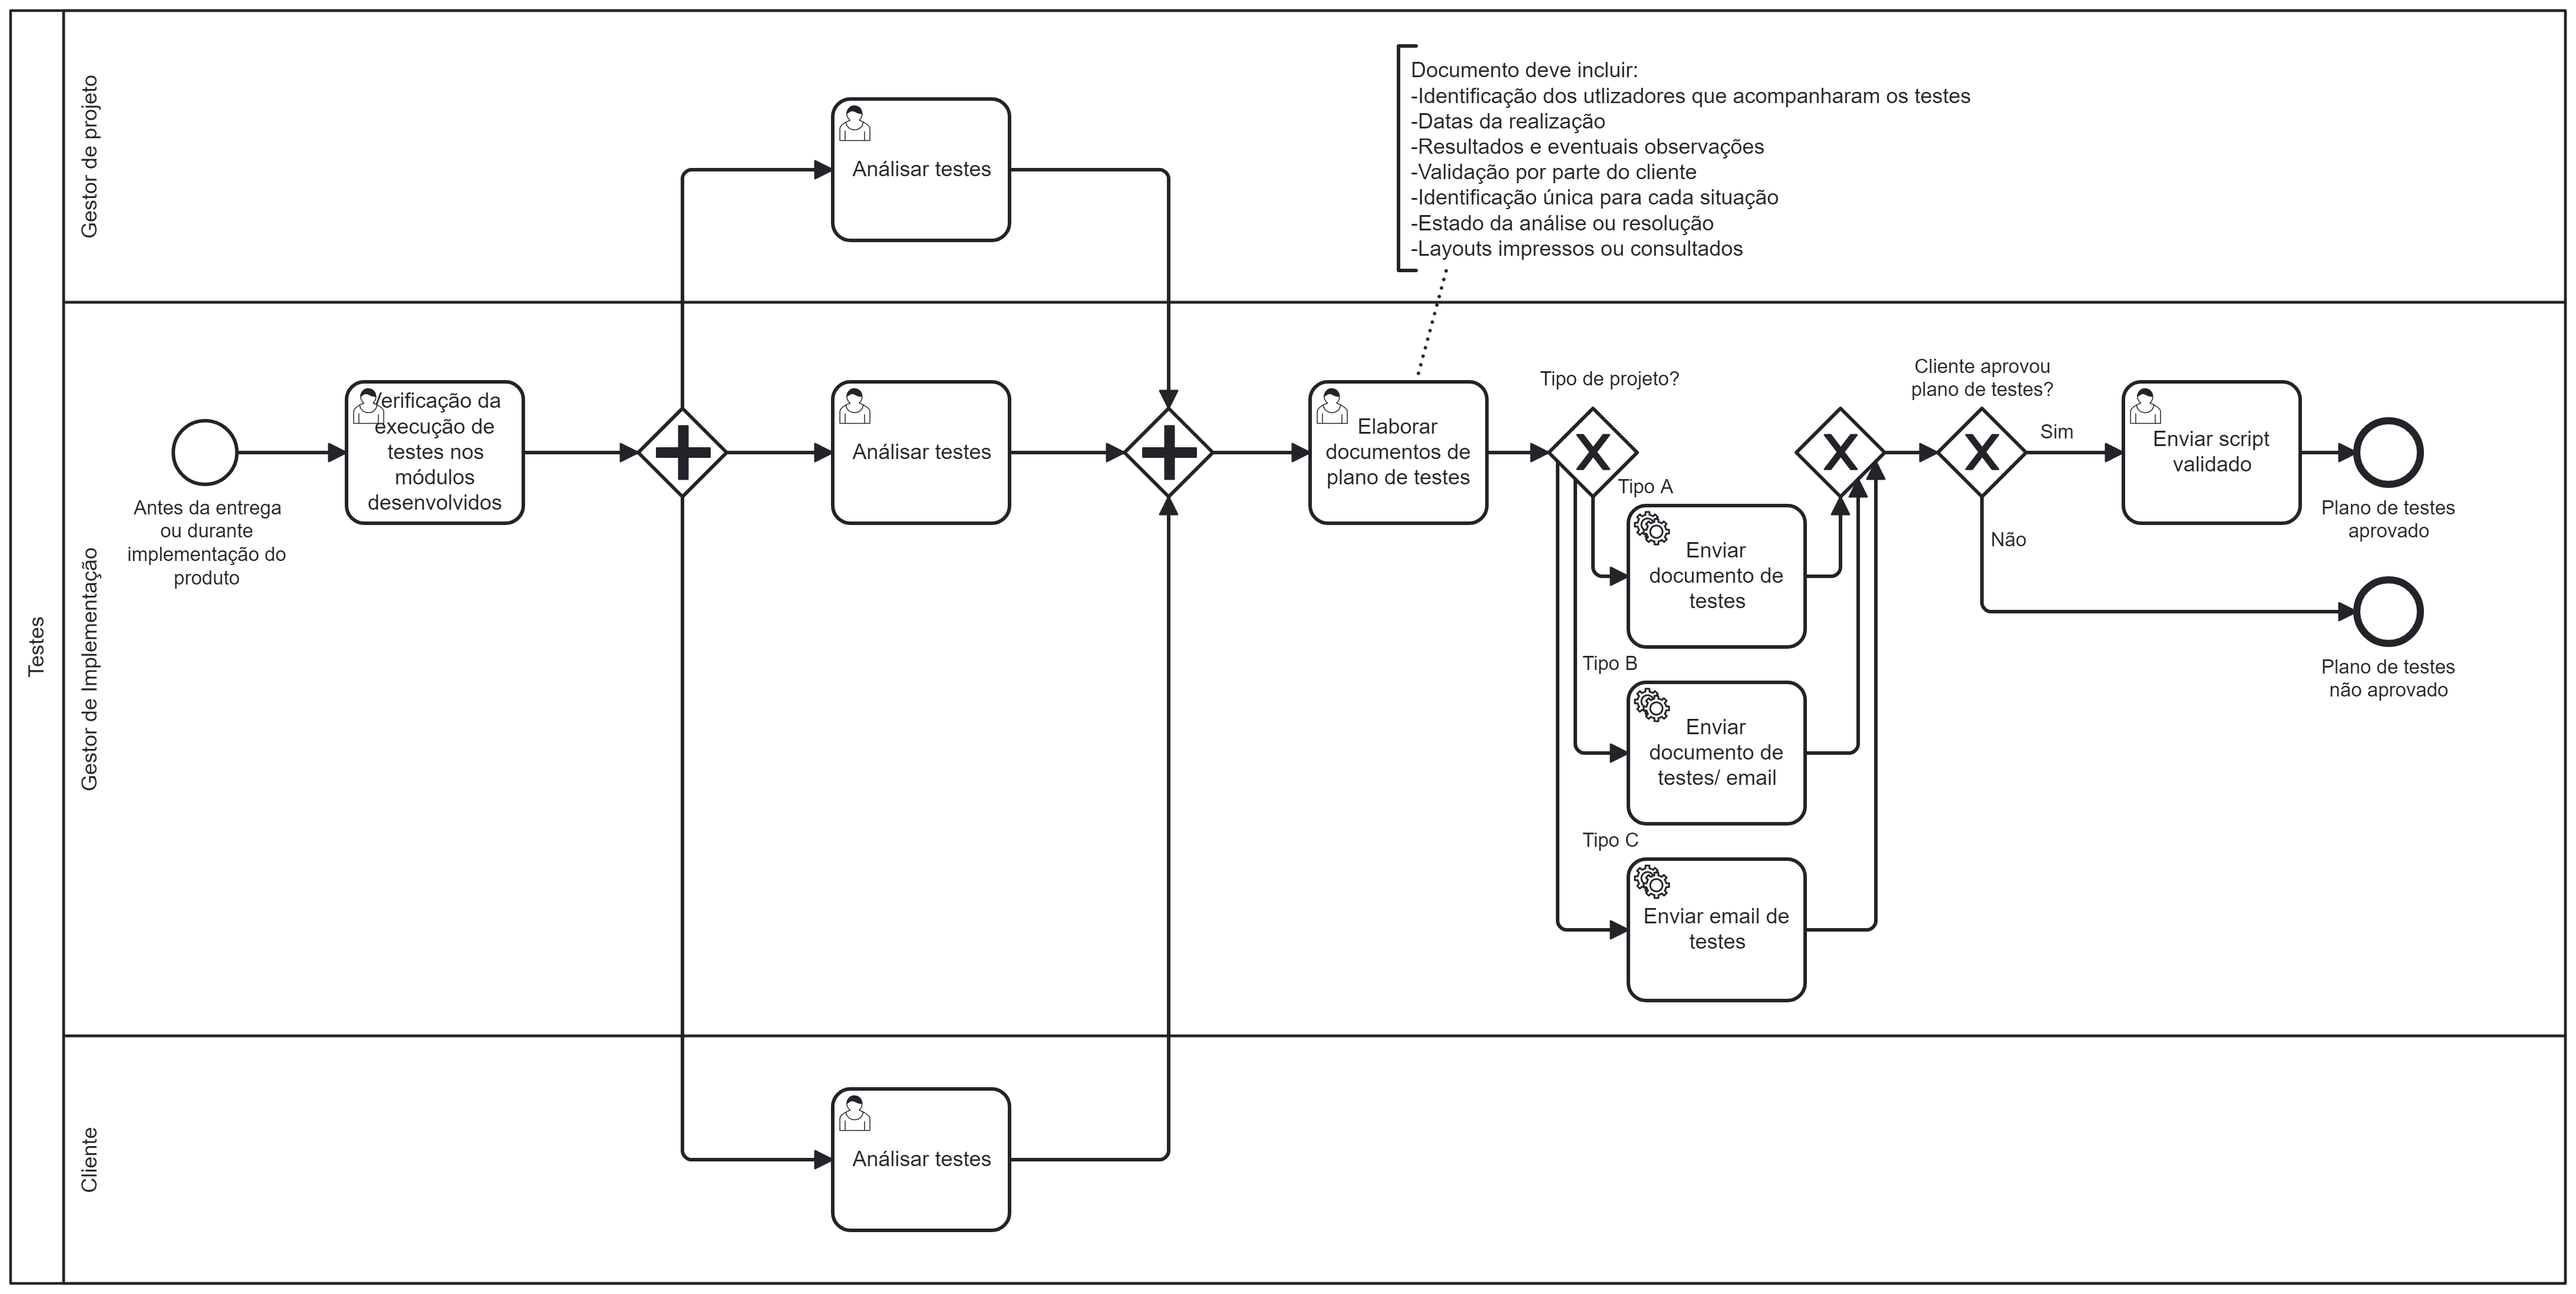 Testes
Gestor de projeto
Análisar testes
Documento deve incluir:
-Identificação dos utlizadores que acompanharam os testes
-Datas da realização
-Resultados e eventuais observações
-Validação por parte do cliente
-Identificação única para cada situação
-Estado da análise ou resolução
-Layouts impressos ou consultados
Gestor de Implementação
Antes da entrega
ou durante
implementação do
produto
Verificação da
execução de
testes nos
módulos
desenvolvidos
Análisar testes
Elaborar
documentos de
plano de testes
Tipo de projeto?
Tipo A
Enviar
documento de
testes
Tipo B
Enviar
documento de
testes/ email
Tipo C
Enviar email de
testes
Cliente aprovou
plano de testes?
Sim
Não
Enviar script
validado
Plano de testes
aprovado
Plano de testes
não aprovado
Cliente
Análisar testes